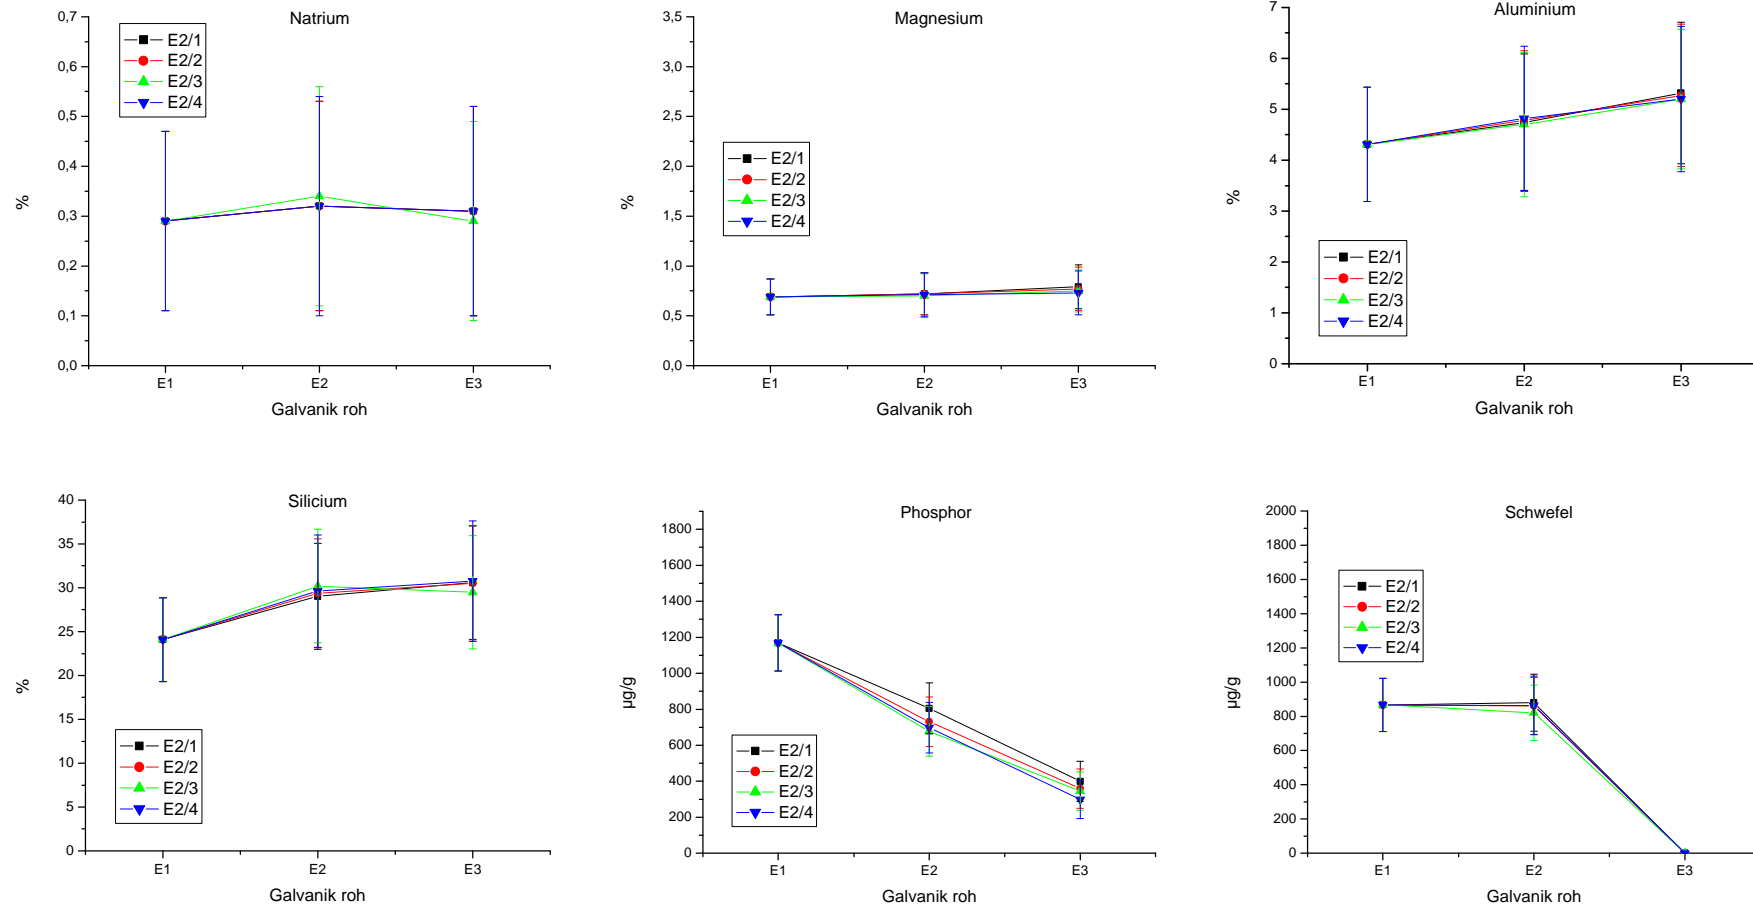 Natrium
0,7
0,6
0,5
0,4
0,3
0,2
0,1
0,0
%
E2/1
E2/2
E2/3
E2/4
E1 E2 E3
Galvanik roh
Magnesium
3,5
3,0
2,5
2,0
1,5
1,0
0,5
0,0
%
E2/1
E2/2
E2/3
E2/4
E1 E2 E3
Galvanik roh
Aluminium
7
6
5
4
3
2
1
0
%
E2/1
E2/2
E2/3
E2/4
E1 E2 E3
Galvanik roh
Silicium
40
35
30
25
20
15
10
5
0
%
E2/1
E2/2
E2/3
E2/4
E1 E2 E3
Galvanik roh
Phosphor
1800
1600
1400
1200
1000
800
600
400
200
0
µg/g
E2/1
E2/2
E2/3
E2/4
E1 E2 E3
Galvanik roh
Schwefel
2000
1800
1600
1400
1200
1000
800
600
400
200
0
µg/g
E2/1
E2/2
E2/3
E2/4
E1 E2 E3
Galvanik roh